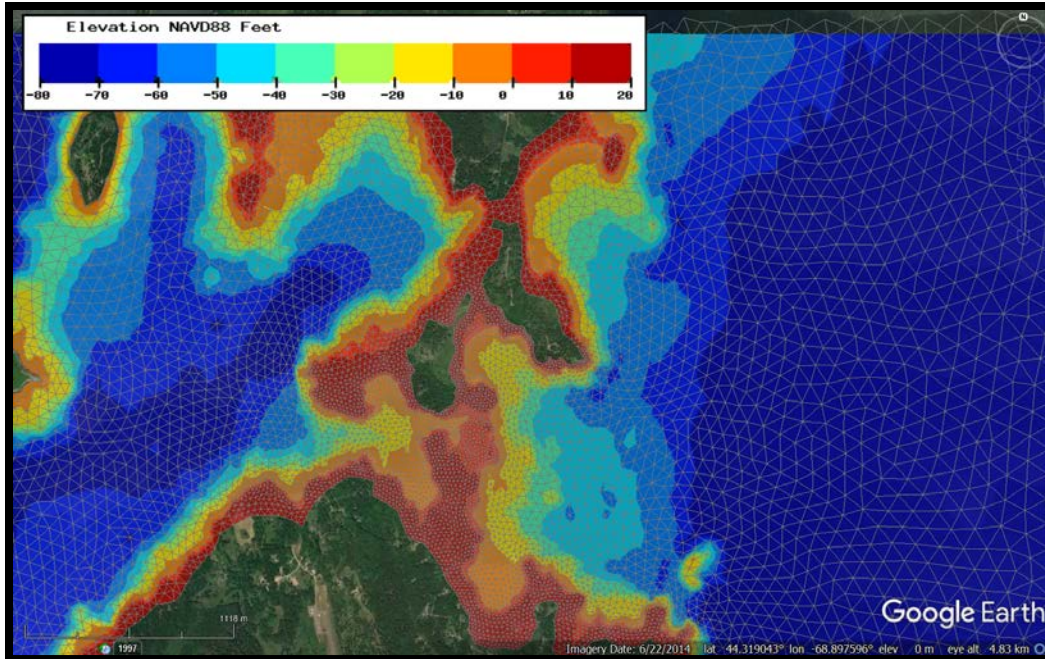 Elevation NAVD88 Feet
-80 -70 -60 -50 -40 -30 -20 -10 0 10 20
N
Google Earth
1118 m
1997
Imagery Date: 6/22/2014 lat 44.319043° lon -68.897596° elev 0 m eye alt 4.83 km